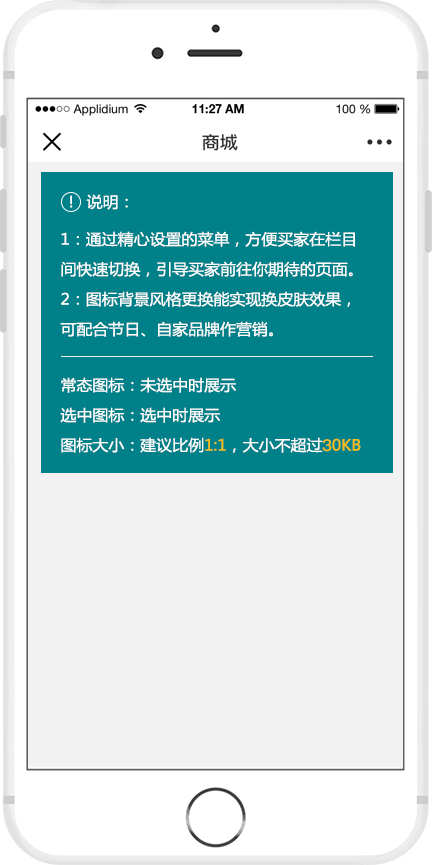 ●●●○○ Applidium 11:27 AM 100 %
商城
! 说明：
1：通过精心设置的菜单，方便买家在栏目
间快速切换，引导买家前往你期待的页面。
2：图标背景风格更换能实现换皮肤效果，
可配合节日、自家品牌作营销。
常态图标：未选中时展示
选中图标：选中时展示
图标大小：建议比例1:1，大小不超过30KB